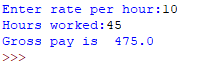 Enter rate per hour:10
Hours worked:45
Gross pay is  475.0
>>>